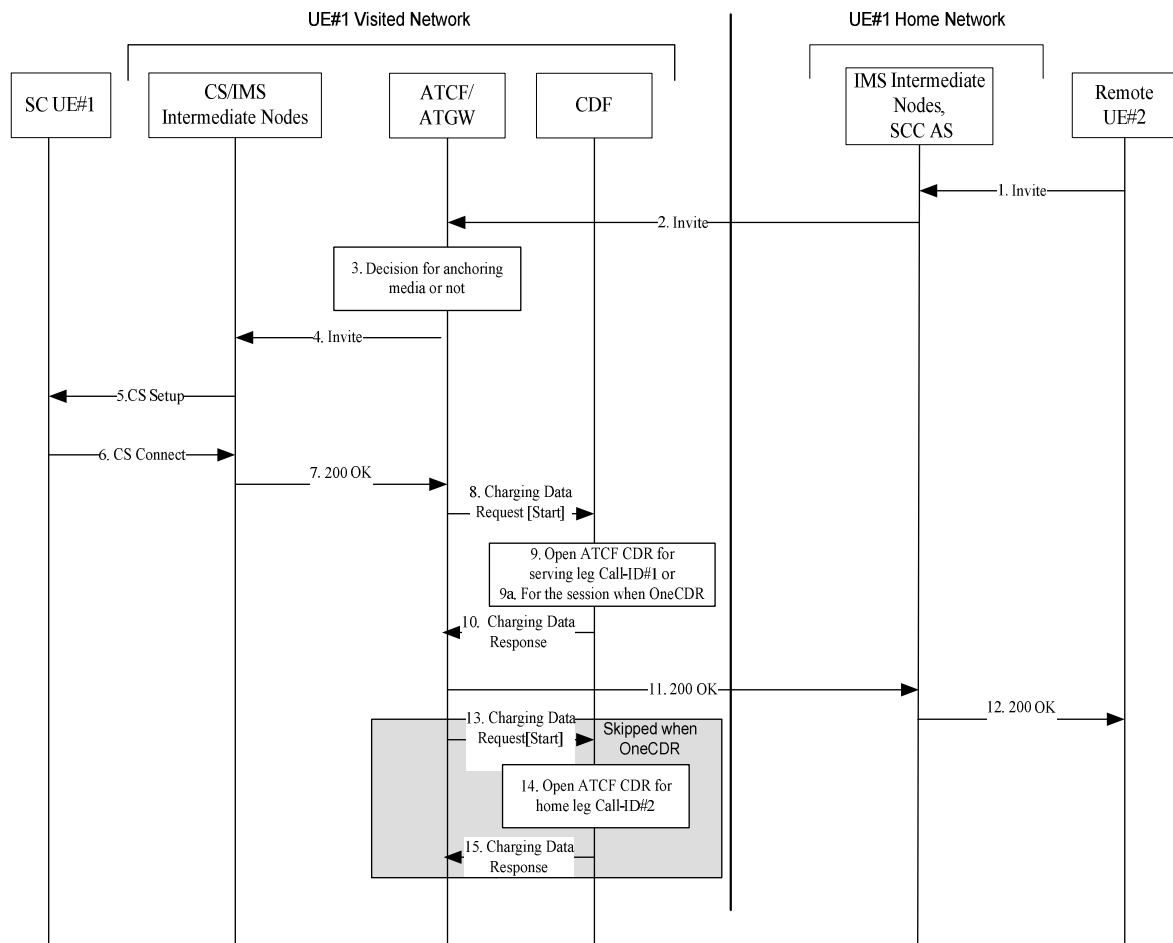 UE#1 Visited Network
UE#1 Home Network
SC UE#1
CS/IMS
Intermediate Nodes
ATCF/
ATGW
CDF
IMS Intermediate
Nodes,
SCC AS
Remote
UE#2
1. Invite
2. Invite
3. Decision for anchoring
media or not
4. Invite
5.CS Setup
6. CS Connect
7. 200 OK
8. Charging Data
Request [Start]
9. Open ATCF CDR for
serving leg Call-ID#1 or
9a. For the session when OneCDR
10. Charging Data
Response
11. 200 OK
12. 200 OK
13. Charging Data
Request[Start]
Skipped when
OneCDR
14. Open ATCF CDR for
home leg Call-ID#2
15. Charging Data
Response